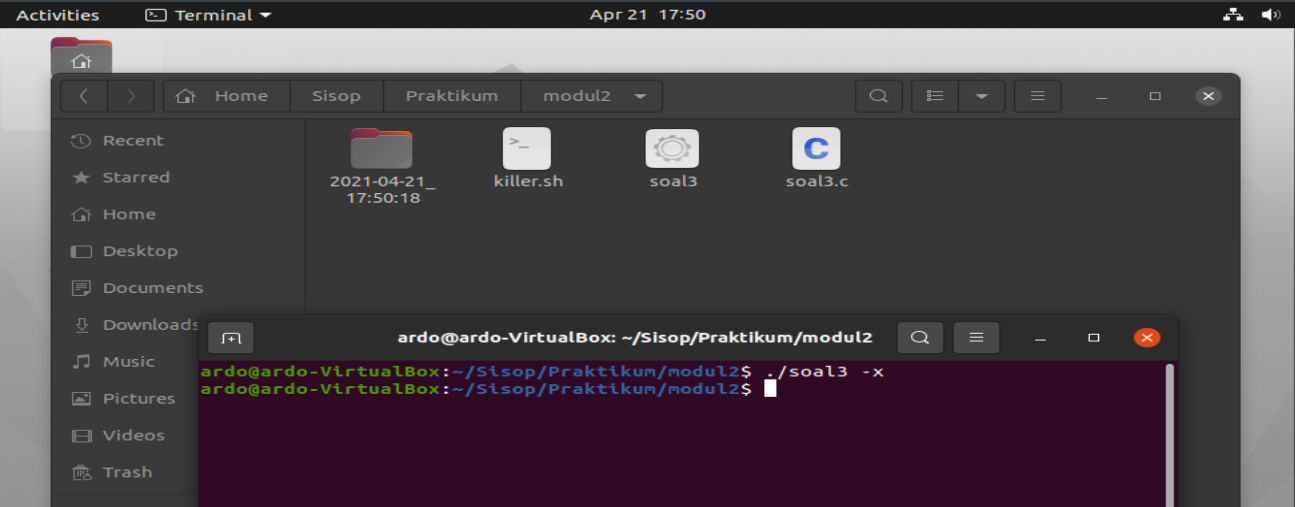 Activities Terminal Apr 21 17:50
Home Sisop Praktikum modul2
Recent
Starred
Home
Desktop
Documents
Downloads
Music
Pictures
Videos
Trash
2021-04-21_
17:50:18
killer.sh
soal3
soal3.c
ardo@ardo-VirtualBox: ~/Sisop/Praktikum/modul2
ardo@ardo-VirtualBox:~/Sisop/Praktikum/modul2$ ./soal3 -x
ardo@ardo-VirtualBox:~/Sisop/Praktikum/modul2$